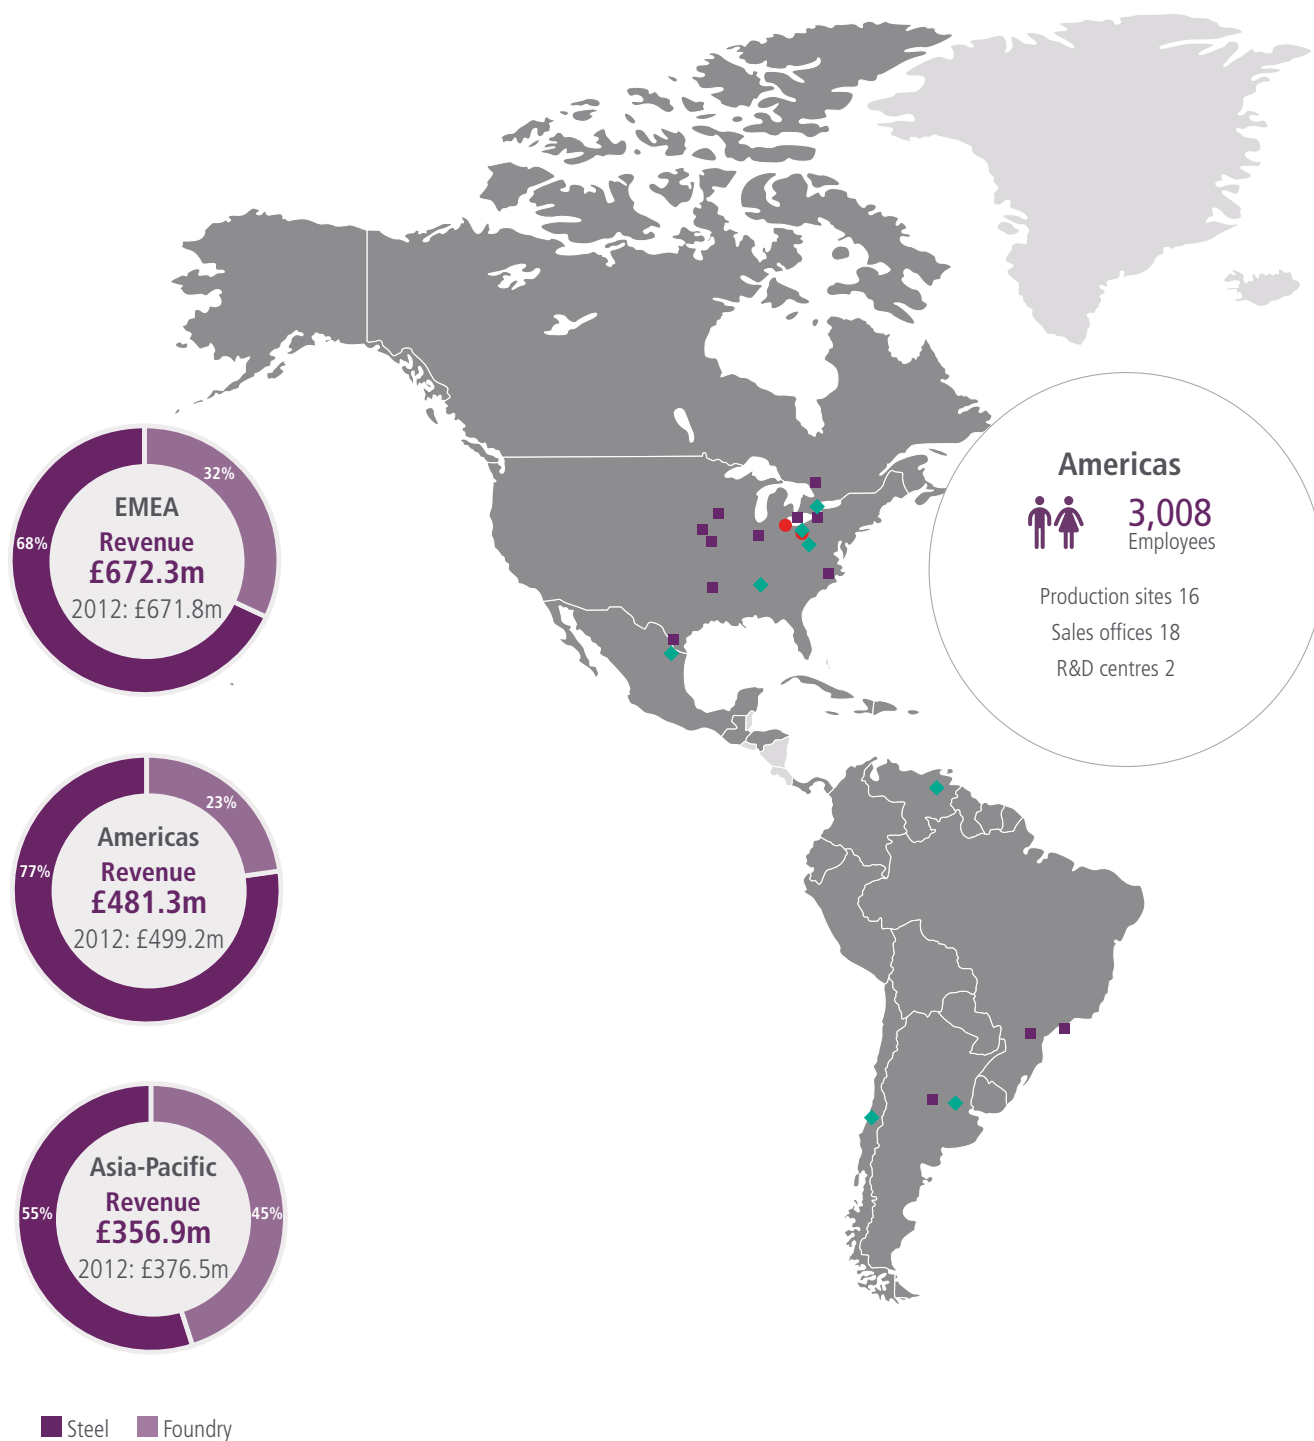 32%
68%
EMEA
Revenue
£672.3m
2012: £671.8m
Americas
3,008
Employees
Production sites 16
Sales offices 18
R&D centres 2
23%
77%
Americas
Revenue
£481.3m
2012: £499.2m
55%
45%
Asia-Pacific
Revenue
£356.9m
2012: £376.5m
Steel Foundry